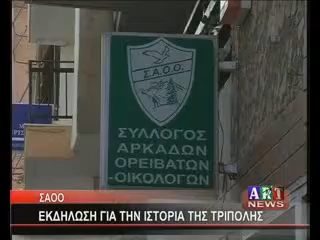 Σ.Α.Ο.Ο.
ΣΥΛΛΟΓΟΣ
ΑΡΚΑΔΩΝ
ΟΡΕΙΒΑΤΩΝ
-ΟΙΚΟΛΟΓΩΝ
ART
NEWS
ΣΑΟΟ
ΕΚΔΗΛΩΣΗ ΓΙΑ ΤΗΝ ΙΣΤΟΡΙΑ ΤΗΣ ΤΡΙΠΟΛΗΣ